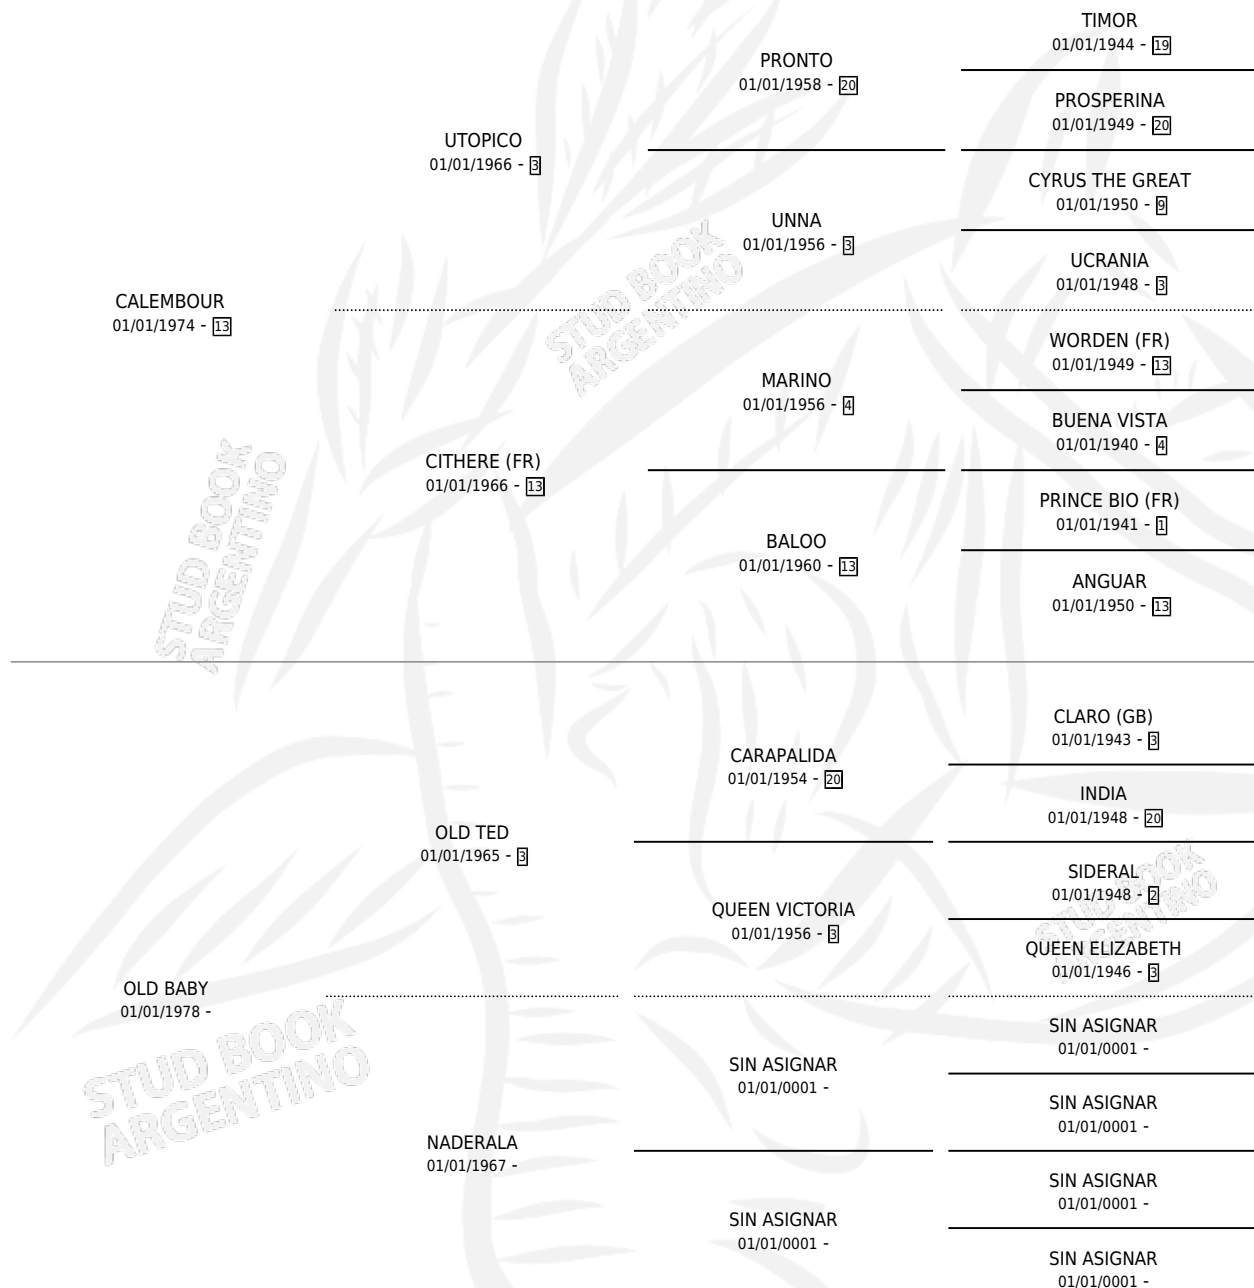 TIMOR
01/01/1944 - 19
PRONTO
01/01/1958 - 20
PROSPERINA
01/01/1949 - 20
UTOPICO
01/01/1966 - 3
CYRUS THE GREAT
01/01/1950 - 9
UNNA
01/01/1956 - 3
UCRANIA
01/01/1948 - 3
CALEMBOUR
01/01/1974 - 13
WORDEN (FR)
01/01/1949 - 13
MARINO
01/01/1956 - 4
BUENA VISTA
01/01/1940 - 4
CITHERE (FR)
01/01/1966 - 13
PRINCE BIO (FR)
01/01/1941 - 1
BALOO
01/01/1960 - 13
ANGUAR
01/01/1950 - 13
CLARO (GB)
01/01/1943 - 3
CARAPALIDA
01/01/1954 - 20
INDIA
01/01/1948 - 20
OLD TED
01/01/1965 - 3
SIDERAL
01/01/1948 - 2
QUEEN VICTORIA
01/01/1956 - 3
QUEEN ELIZABETH
01/01/1946 - 3
OLD BABY
01/01/1978 -
SIN ASIGNAR
01/01/0001 -
SIN ASIGNAR
01/01/0001 -
SIN ASIGNAR
01/01/0001 -
NADERALA
01/01/1967 -
SIN ASIGNAR
01/01/0001 -
SIN ASIGNAR
01/01/0001 -
SIN ASIGNAR
01/01/0001 -
STUD BOOK
ARGENTINO
STUD BOOK
ARGENTINO
STUD BOOK
ARGENTINO
STUD BOOK
ARGENTINO